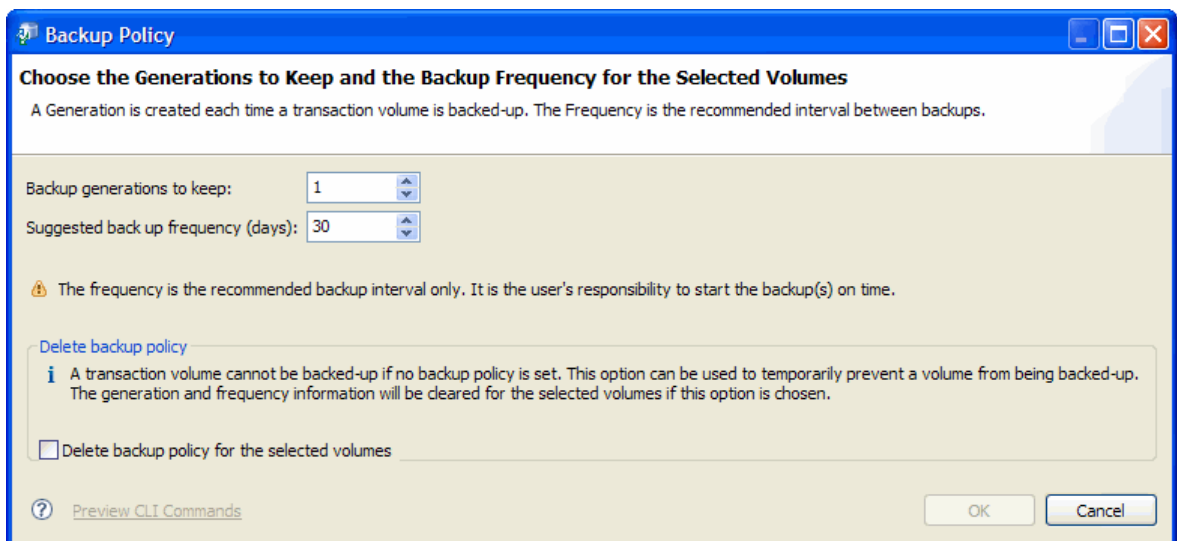 Backup Policy
Choose the Generations to Keep and the Backup Frequency for the Selected Volumes
A Generation is created each time a transaction volume is backed-up. The Frequency is the recommended interval between backups.
Backup generations to keep: 1
Suggested back up frequency (days): 30
The frequency is the recommended backup interval only. It is the user's responsibility to start the backup(s) on time.
Delete backup policy
A transaction volume cannot be backed-up if no backup policy is set. This option can be used to temporarily prevent a volume from being backed-up.
The generation and frequency information will be cleared for the selected volumes if this option is chosen.
Delete backup policy for the selected volumes
? Preview CLI Commands OK Cancel